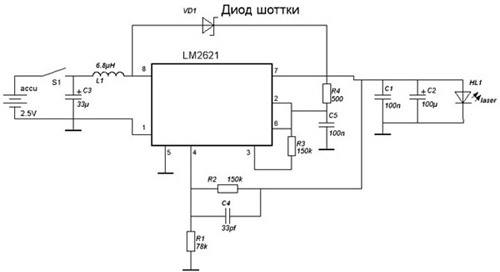 VD1 Диод шоттки
6.8μH
8
LM2621
7
L1
S1
C3
33μ
accu
2.5V
R4
500
2
C1
100n
C2
100μ
HL1
laser
C5
100n
6
R3
150k
1
5
4
3
R2 150k
C4
33pf
R1
78k